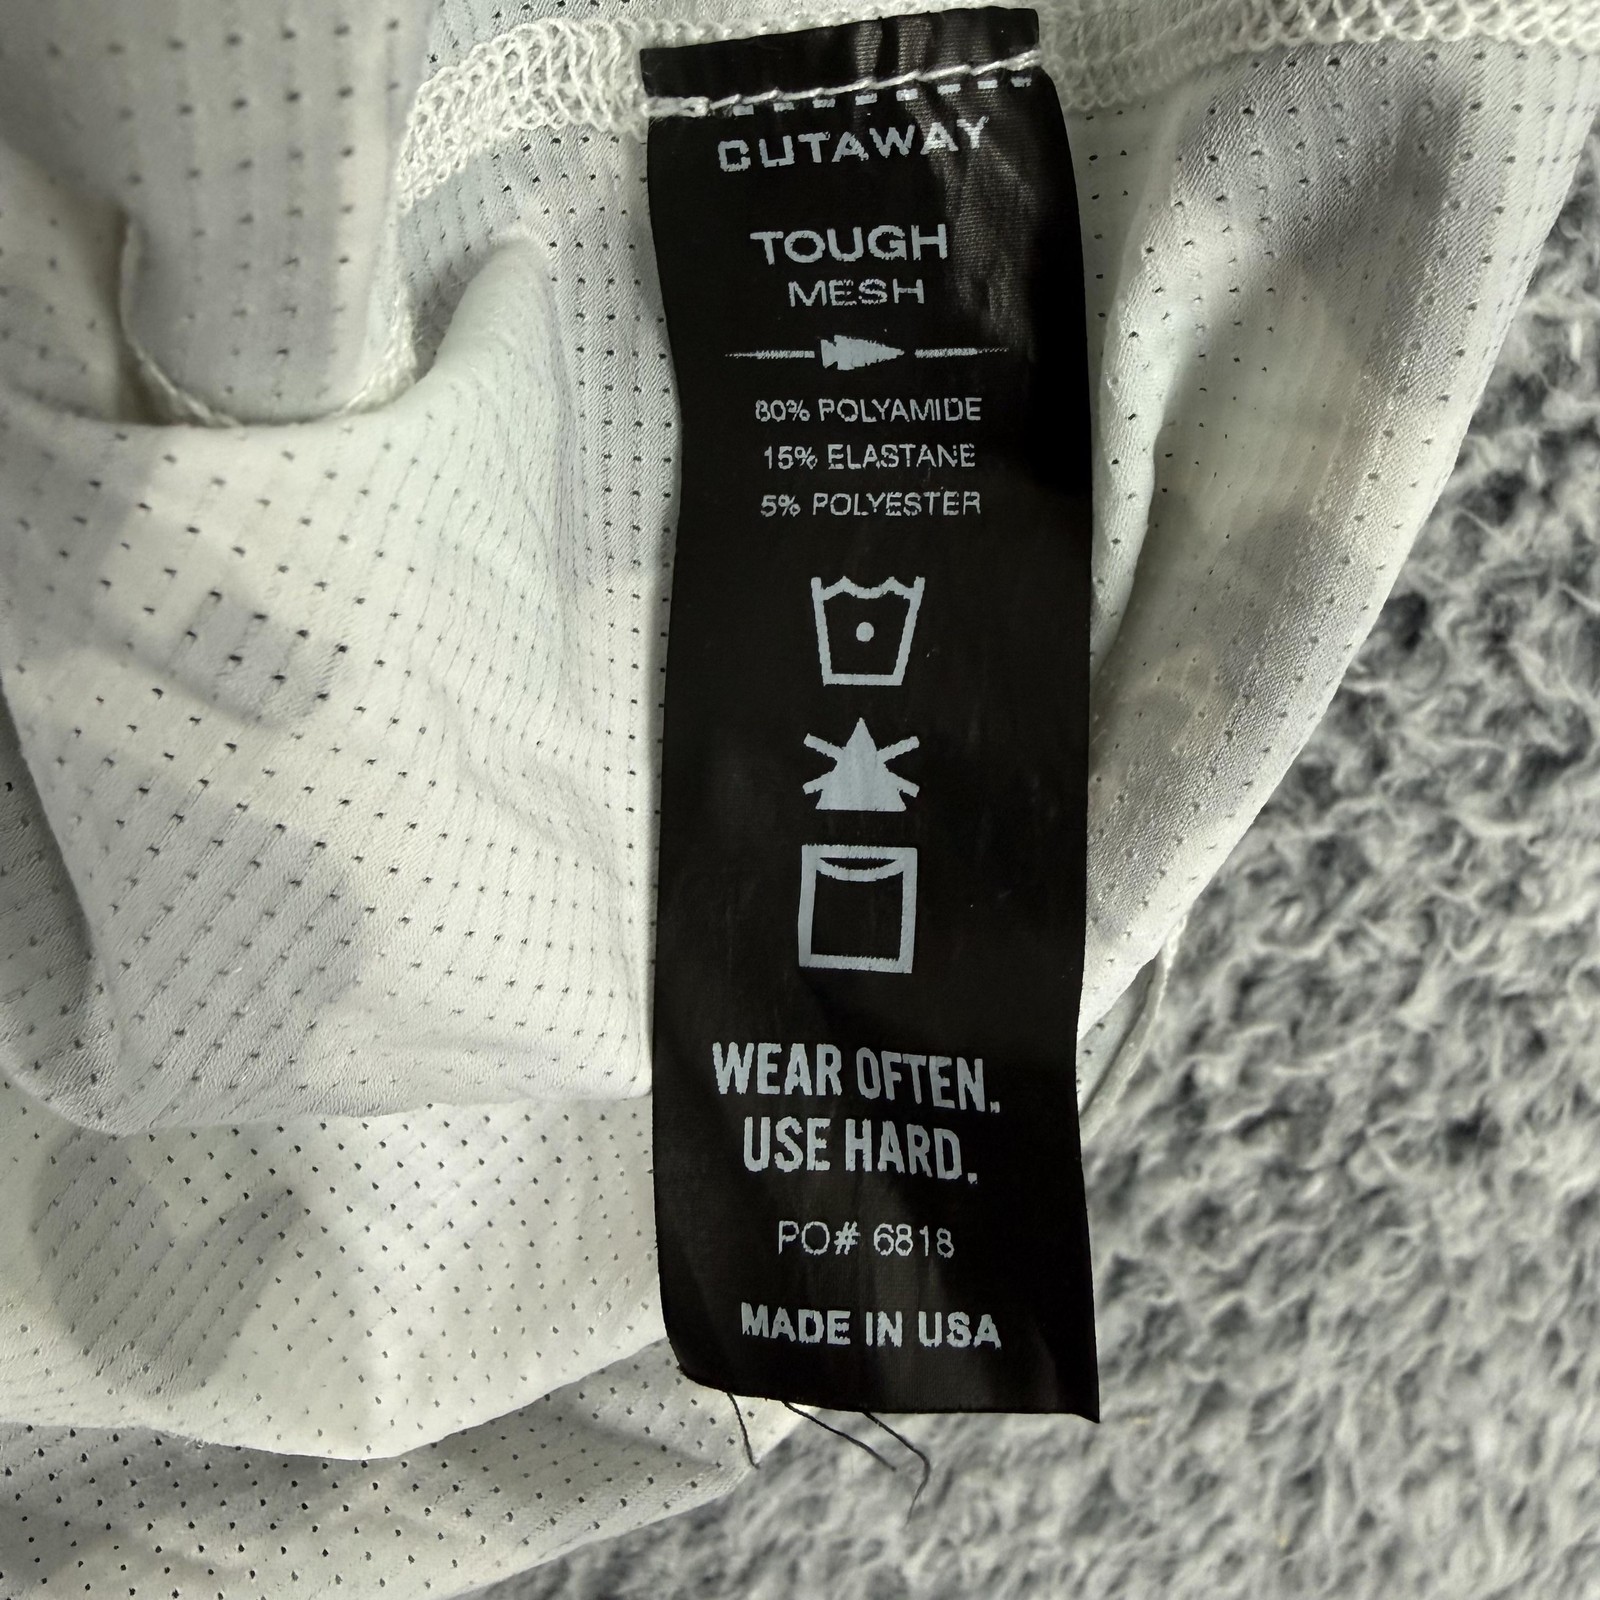 CUTAWAY
TOUGH
MESH
80% POLYAMIDE
15% ELASTANE
5% POLYESTER
WEAR OFTEN.
USE HARD.
PO# 6818
MADE IN USA